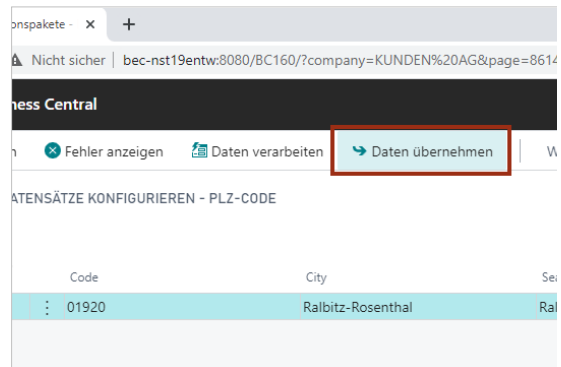 onspakete -
Nicht sicher | bec-nst19entw:8080/BC160/?company=KUNDEN%20AG&page=8614
ness Central
n Fehler anzeigen Daten verarbeiten Daten übernehmen W
ATENSÄTZE KONFIGURIEREN - PLZ-CODE
Code City Sea
01920 Ralbitz-Rosenthal Ral